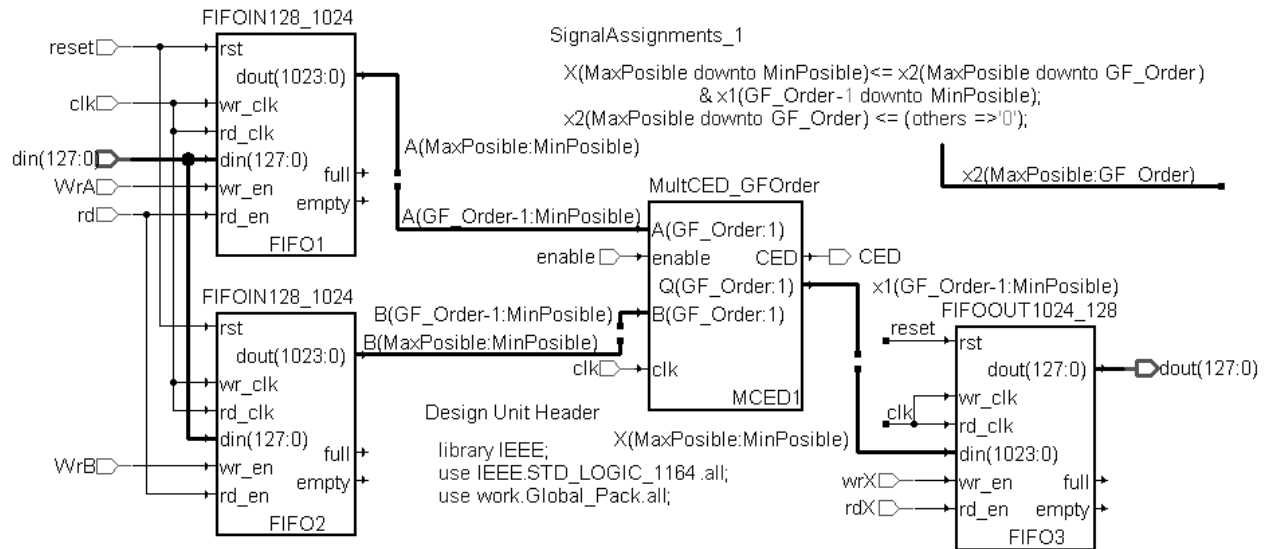 FIFOIN128_1024
reset
rst
dout(1023:0)
clk
wr_clk
rd_clk
din(127:0)
din(127:0)
full
WrA
wr_en
empty
rd
rd_en
FIFO1
SignalAssignments_1
X(MaxPosible downto MinPosible)<= x2(MaxPosible downto GF_Order)
& x1(GF_Order-1 downto MinPosible);
x2(MaxPosible downto GF_Order) <= (others =>'0');
A(MaxPosible:MinPosible)
x2(MaxPosible:GF_Order)
MultCED_GFOrder
A(GF_Order-1:MinPosible)
A(GF_Order:1)
enable
enable
CED
CED
Q(GF_Order:1)
B(GF_Order-1:MinPosible)
B(GF_Order:1)
B(MaxPosible:MinPosible)
clk
clk
MCED1
FIFOIN128_1024
rst
dout(1023:0)
wr_clk
rd_clk
din(127:0)
full
WrB
wr_en
empty
rd_en
FIFO2
Design Unit Header
library IEEE;
use IEEE.STD_LOGIC_1164.all;
use work.Global_Pack.all;
x1(GF_Order-1:MinPosible)
FIFOOUT1024_128
reset
rst
dout(127:0)
dout(127:0)
wr_clk
clk
rd_clk
X(MaxPosible:MinPosible)
din(1023:0)
wrX
wr_en
full
rdX
rd_en
empty
FIFO3